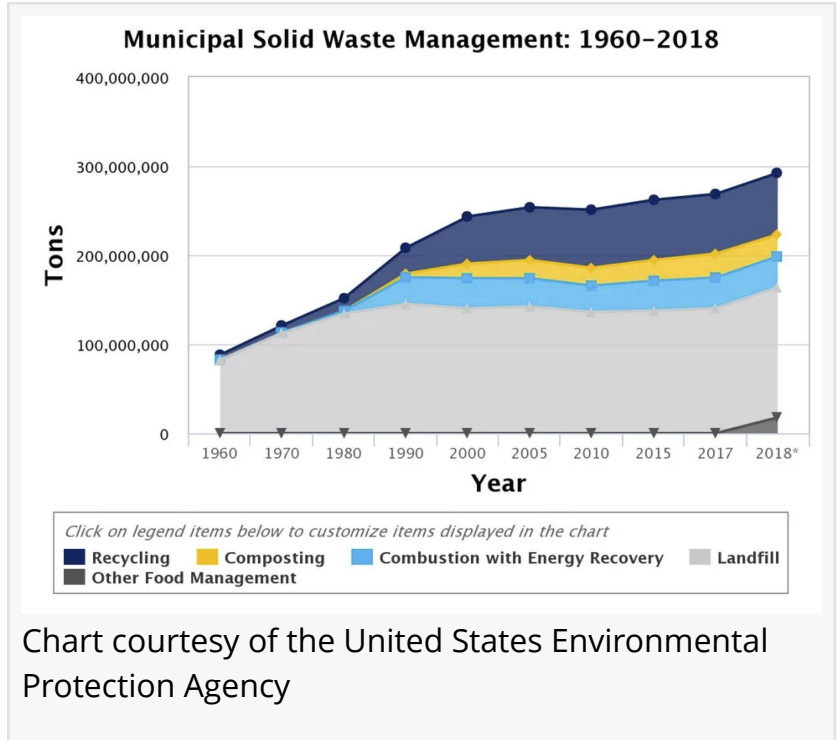 Municipal Solid Waste Management: 1960–2018
400,000,000
300,000,000
200,000,000
100,000,000
0
Tons
1960 1970 1980 1990 2000 2005 2010 2015 2017 2018*
Year
Click on legend items below to customize items displayed in the chart
Recycling Composting Combustion with Energy Recovery Landfill
Other Food Management
Chart courtesy of the United States Environmental
Protection Agency